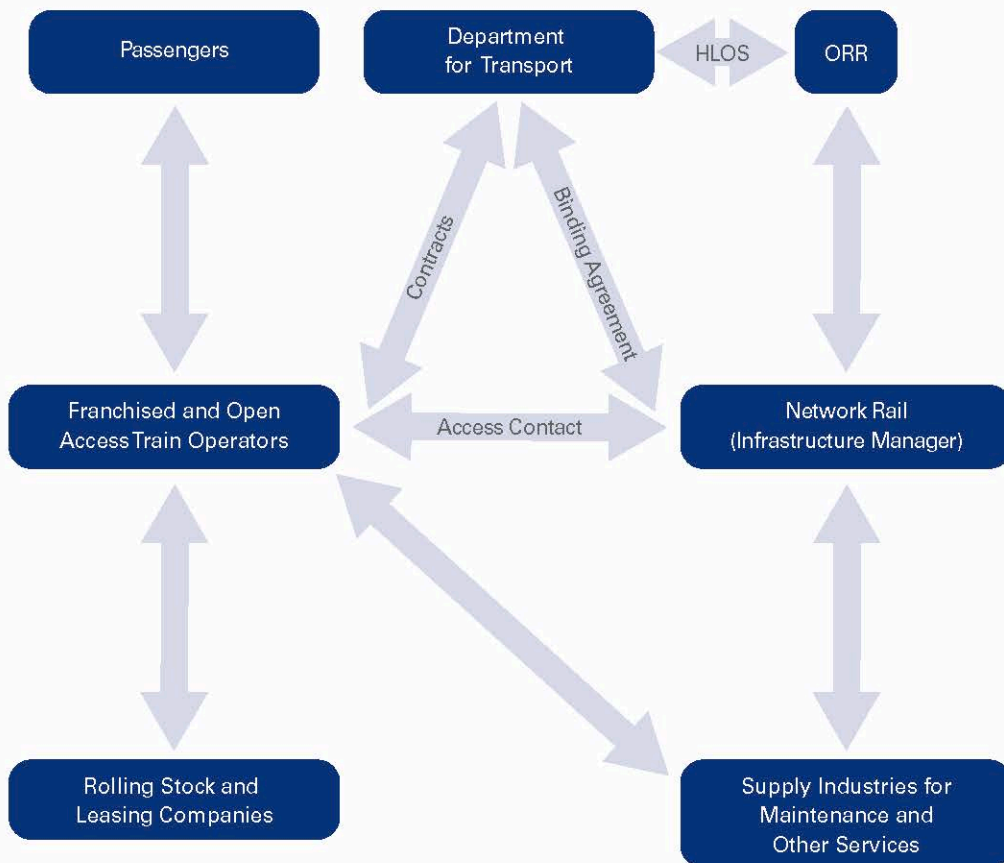 Passengers
Department
for Transport
HLOS
ORR
Contracts
Binding Agreement
Franchised and Open
Access Train Operators
Access Contact
Network Rail
(Infrastructure Manager)
Rolling Stock and
Leasing Companies
Supply Industries for
Maintenance and
Other Services